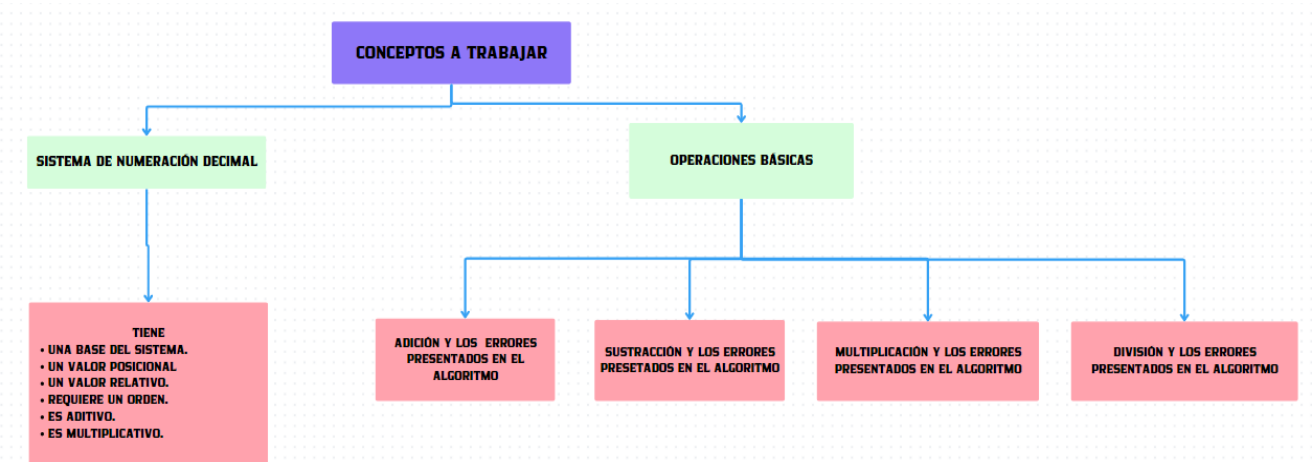 CONCEPTOS A TRABAJAR
SISTEMA DE NUMERACIÓN DECIMAL
OPERACIONES BÁSICAS
TIENE
• UNA BASE DEL SISTEMA.
• UN VALOR POSICIONAL
• UN VALOR RELATIVO.
• REQUIERE UN ORDEN.
• ES ADITIVO.
• ES MULTIPLICATIVO.
ADICIÓN Y LOS ERRORES
PRESENTADOS EN EL
ALGORITMO
SUSTRACCIÓN Y LOS ERRORES
PRESETADOS EN EL ALGORITMO
MULTIPLICACIÓN Y LOS ERRORES
PRESENTADOS EN EL ALGORITMO
DIVISIÓN Y LOS ERRORES
PRESENTADOS EN EL ALGORITMO